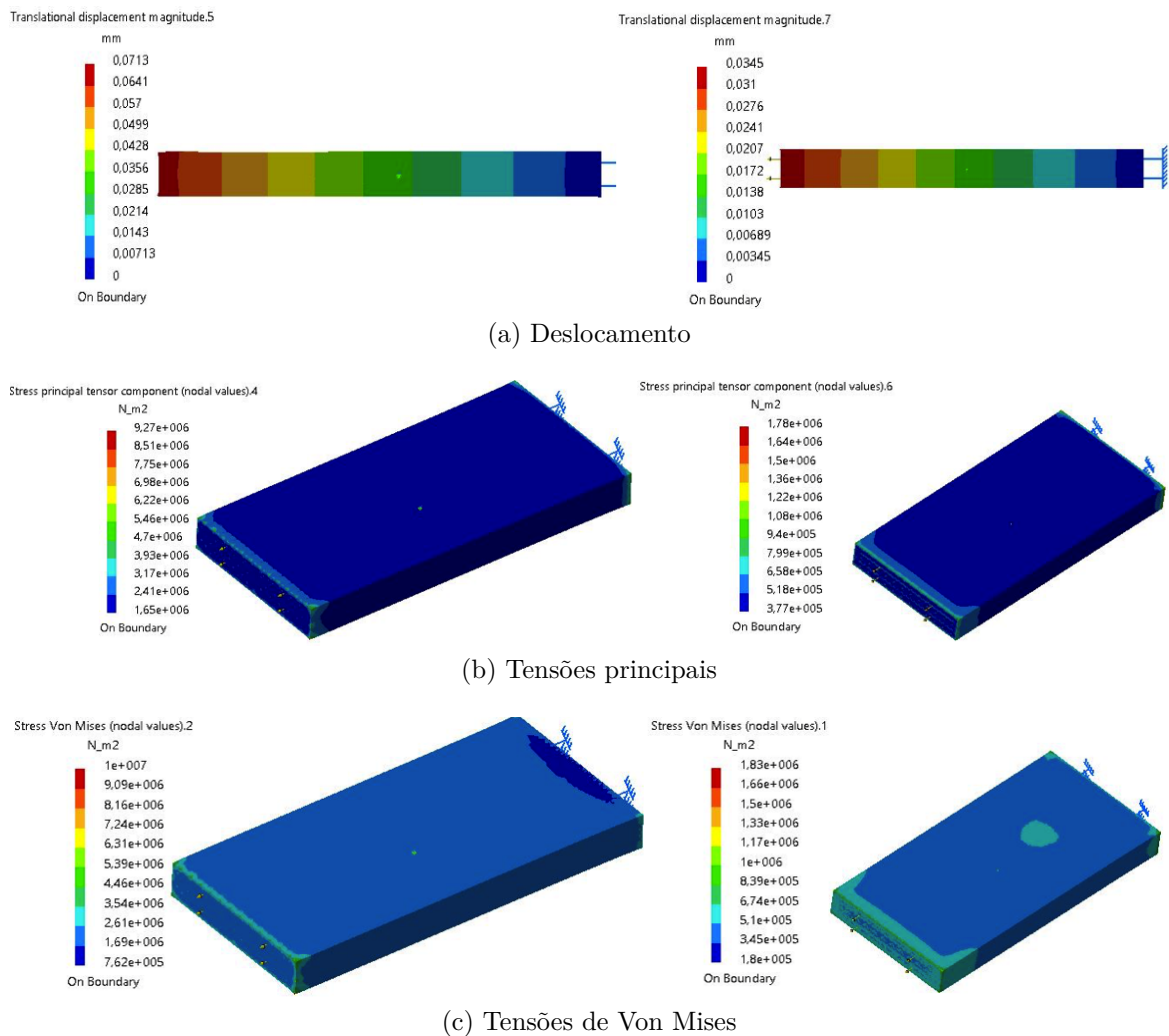 Translational displacement magnitude.5
mm
0,0713
0,0641
0,057
0,0499
0,0428
0,0356
0,0285
0,0214
0,0143
0,00713
0
On Boundary
Translational displacement magnitude.7
mm
0,0345
0,031
0,0276
0,0241
0,0207
0,0172
0,0138
0,0103
0,00689
0,00345
0
On Boundary
(a) Deslocamento
Stress principal tensor component (nodal values).4
N_m2
9,27e+006
8,51e+006
7,75e+006
6,98e+006
6,22e+006
5,46e+006
4,7e+006
3,93e+006
3,17e+006
2,41e+006
1,65e+006
On Boundary
Stress principal tensor component (nodal values).6
N_m2
1,78e+006
1,64e+006
1,5e+006
1,36e+006
1,22e+006
1,08e+006
9,4e+005
7,99e+005
6,58e+005
5,18e+005
3,77e+005
On Boundary
(b) Tensões principais
Stress Von Mises (nodal values).2
N_m2
1e+007
9,09e+006
8,16e+006
7,24e+006
6,31e+006
5,39e+006
4,46e+006
3,54e+006
2,61e+006
1,69e+006
7,62e+005
On Boundary
Stress Von Mises (nodal values).1
N_m2
1,83e+006
1,66e+006
1,5e+006
1,33e+006
1,17e+006
1e+006
8,39e+005
6,74e+005
5,1e+005
3,45e+005
1,8e+005
On Boundary
(c) Tensões de Von Mises